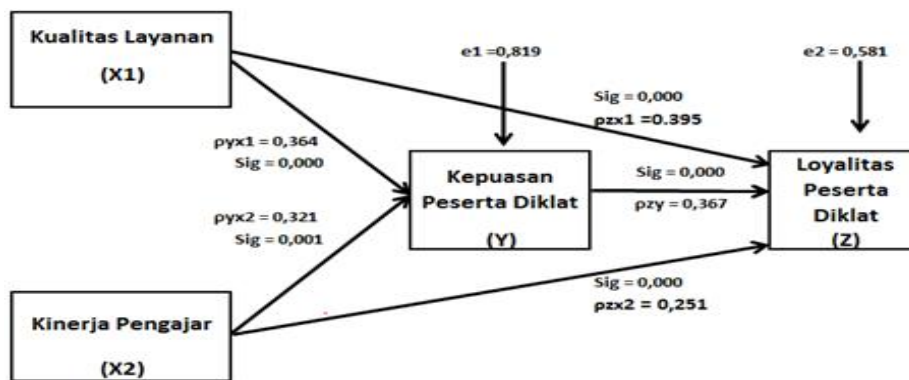 Kualitas Layanan
(X1)
e1 =0,819
e2 = 0,581
Sig = 0,000
ρzx1 =0.395
ρyx1 = 0,364
Sig = 0,000
Kepuasan
Peserta Diklat
(Y)
Sig = 0,000
ρzy = 0,367
Loyalitas
Peserta
Diklat
(Z)
ρyx2 = 0,321
Sig = 0,001
Sig = 0,000
ρzx2 = 0,251
Kinerja Pengajar
(X2)